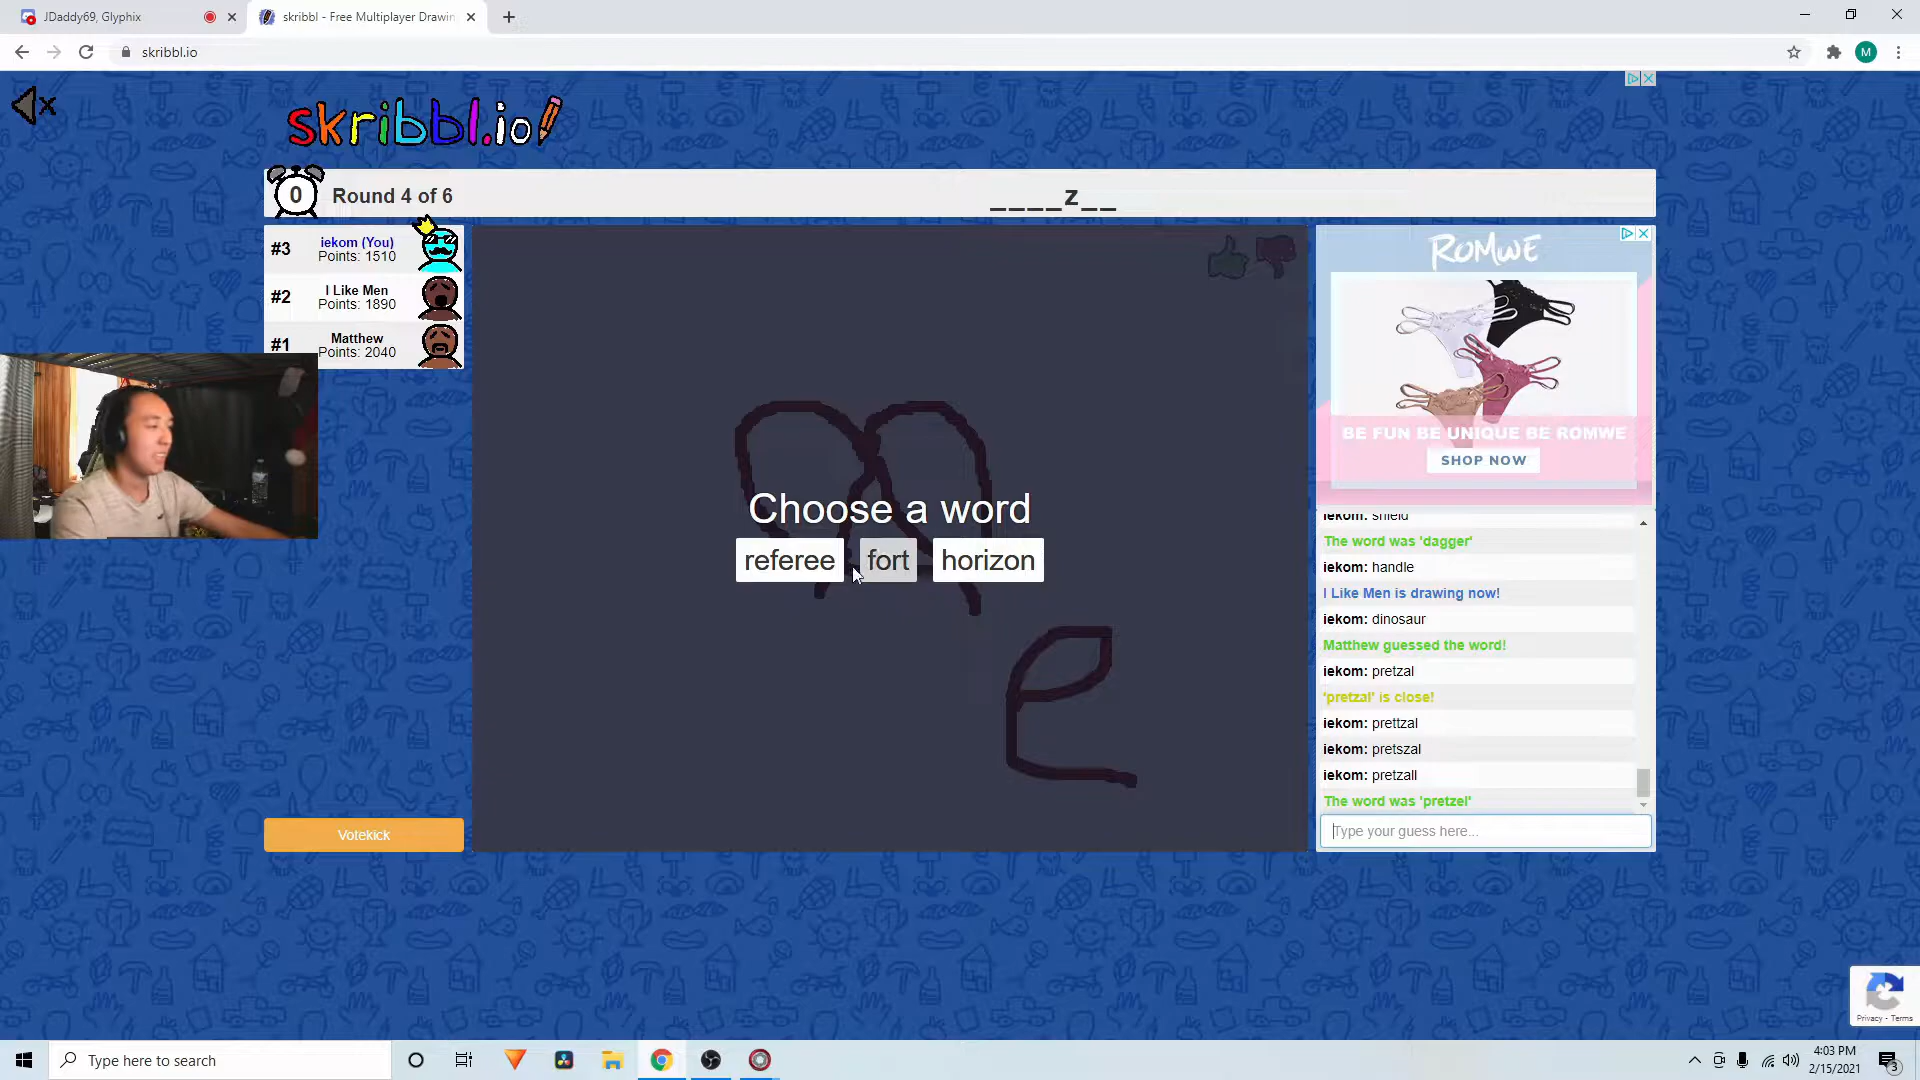 JDaddy69, Glyphix
skribbl - Free Multiplayer Drawin
skribbl.io
M
skribbl.io
0
Round 4 of 6
____z__
#3
iekom (You)
Points: 1510
#2
I Like Men
Points: 1890
#1
Matthew
Points: 2040
Votekick
Choose a word
referee
fort
horizon
e
ROMWE
BE FUN BE UNIQUE BE ROMWE
SHOP NOW
iekom: shield
The word was 'dagger'
iekom: handle
I Like Men is drawing now!
iekom: dinosaur
Matthew guessed the word!
iekom: pretzal
'pretzal' is close!
iekom: prettzal
iekom: pretszal
iekom: pretzall
The word was 'pretzel'
Type your guess here...
Privacy - Terms
Type here to search
4:03 PM
2/15/2021
3